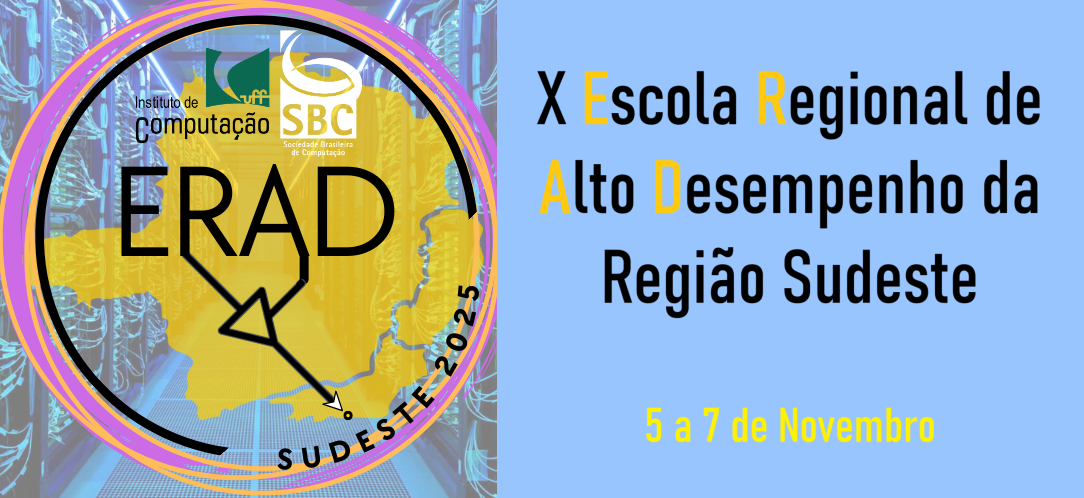 Instituto de
Computação
uff
SBC
Sociedade Brasileira
de Computação
ERAD
SUDESTE 2025
X Escola Regional de
Alto Desempenho da
Região Sudeste
5 a 7 de Novembro